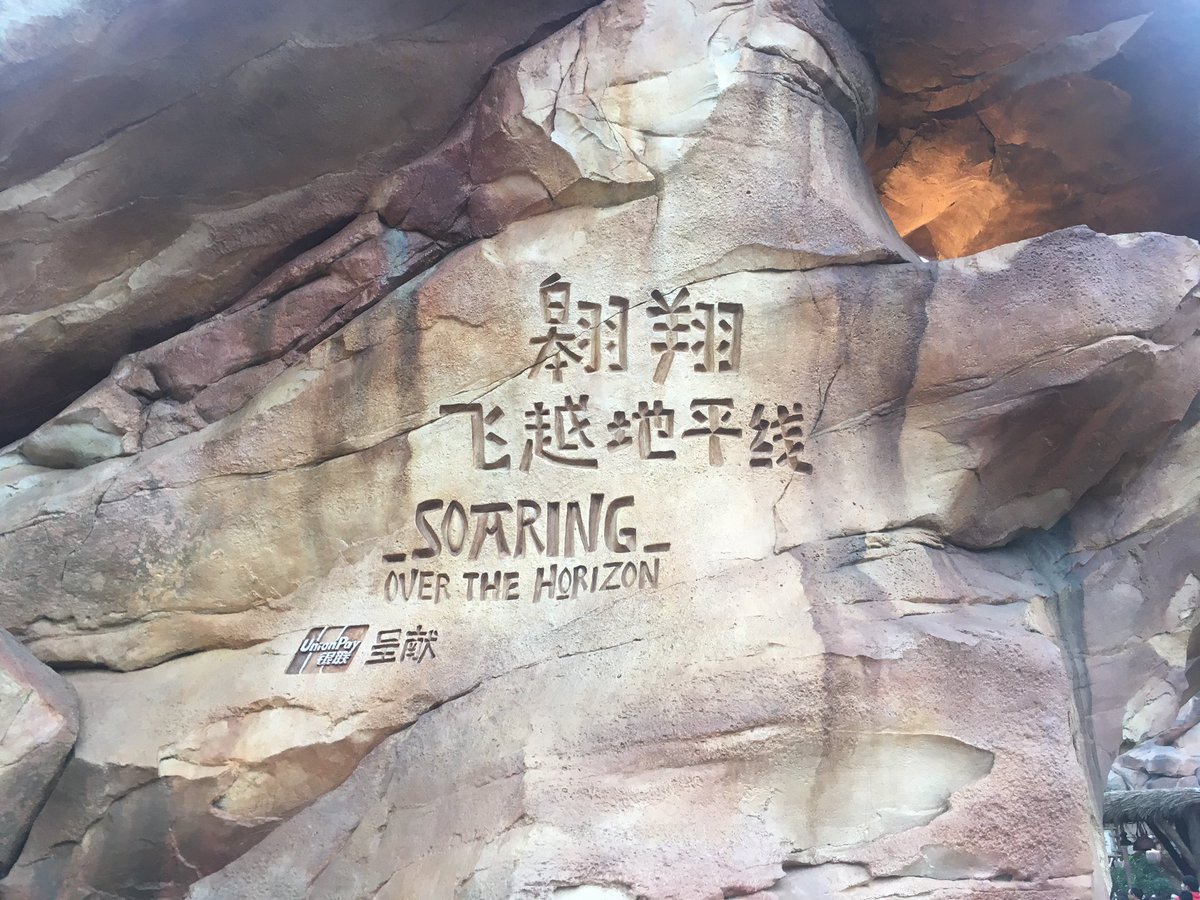 翱翔
飞越地平线
SOARING
OVER THE HORIZON
UnionPay
银联 呈献